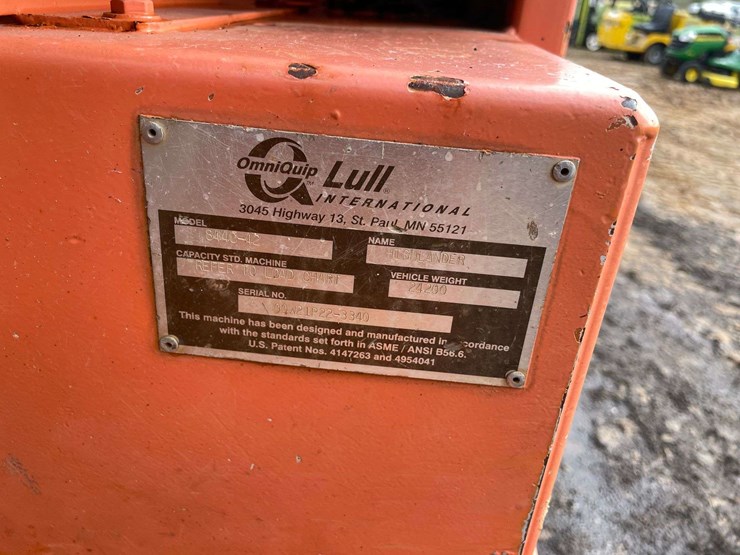 OmniQuip Lull
INTERNATIONAL
3045 Highway 13, St. Paul, MN 55121
MODEL
NAME
HIGHLANDER
CAPACITY STD. MACHINE
REFER TO LOAD CHART
VEHICLE WEIGHT
24200
SERIAL NO.
22-3340
This machine has been designed and manufactured in
with the standards set forth in ASME / ANSI B56.6.
U.S. Patent Nos. 4147263 and 4954041